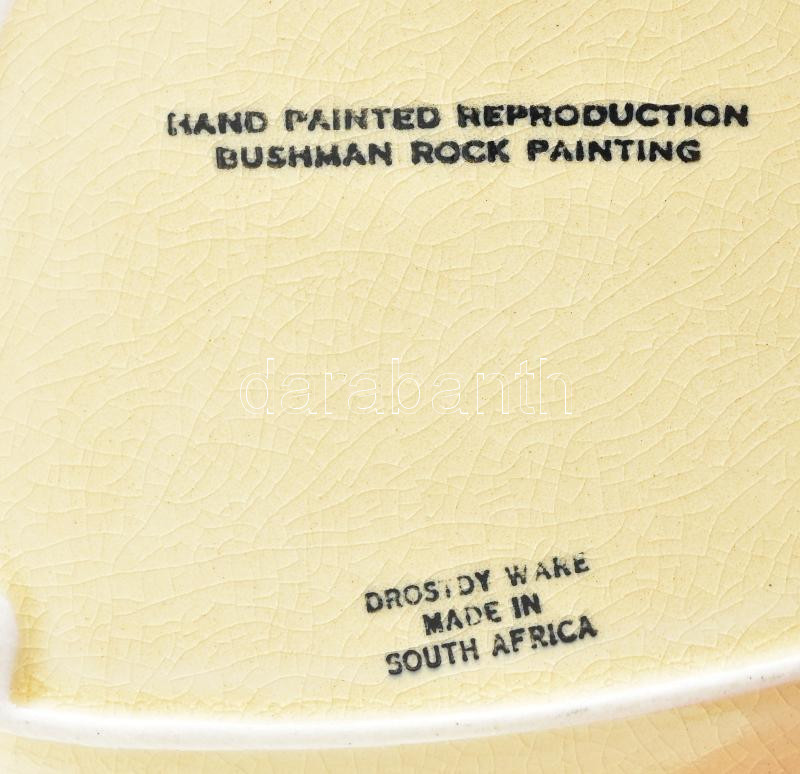 HAND PAINTED REPRODUCTION
BUSHMAN ROCK PAINTING
darabanth
DROSTDY WARE
MADE IN
SOUTH AFRICA